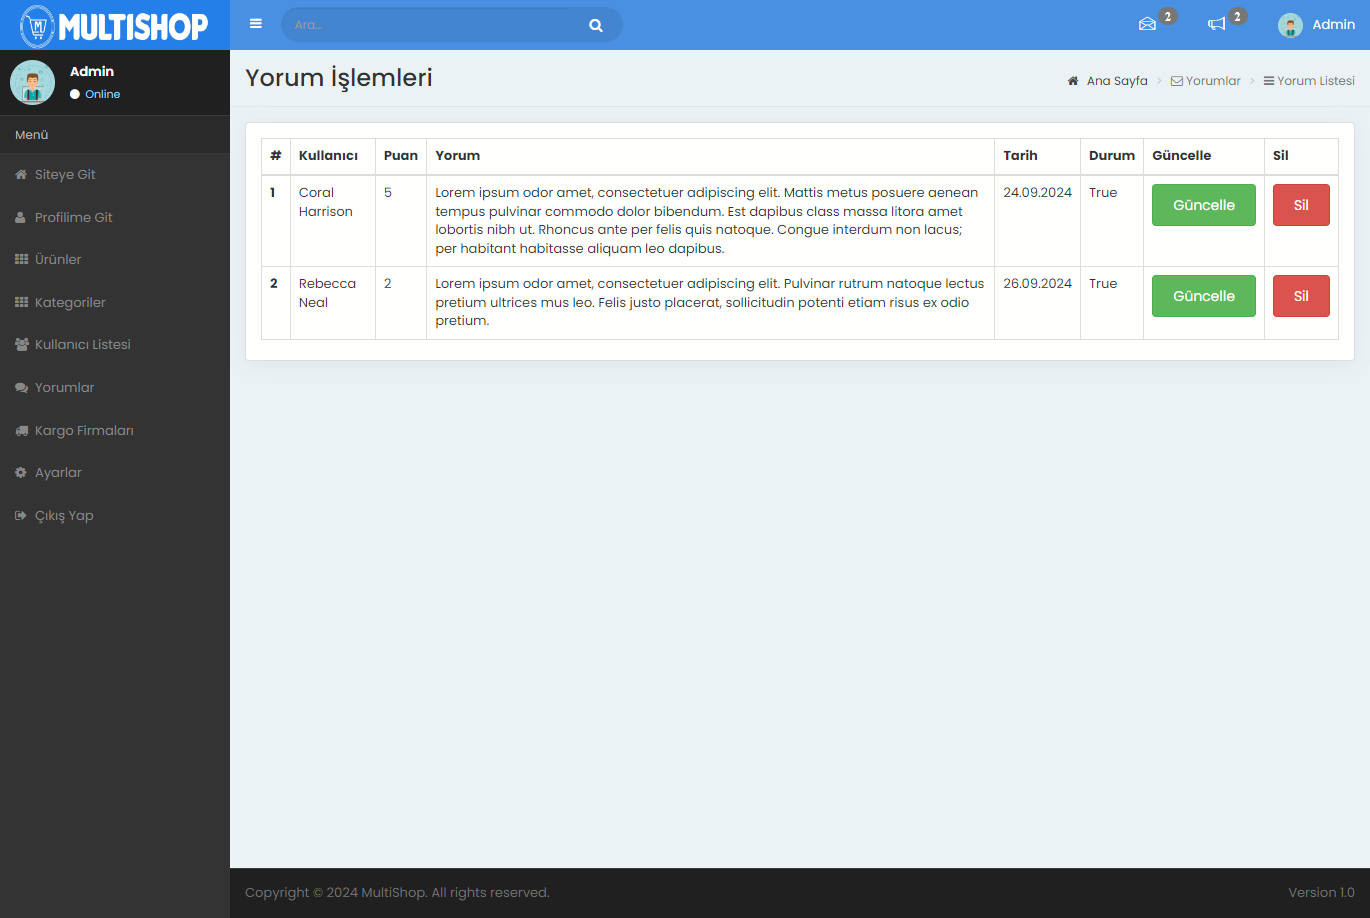 MULTISHOP
Ara...
2
2
Admin
Admin
Online
Menü
Siteye Git
Profilime Git
Ürünler
Kategoriler
Kullanıcı Listesi
Yorumlar
Kargo Firmaları
Ayarlar
Çıkış Yap
Yorum İşlemleri
Ana Sayfa > Yorumlar > Yorum Listesi
# Kullanıcı Puan Yorum Tarih Durum Güncelle Sil
1 Coral Harrison 5 Lorem ipsum odor amet, consectetuer adipiscing elit. Mattis metus posuere aenean 24.09.2024 True Güncelle Sil
tempus pulvinar commodo dolor bibendum. Est dapibus class massa litora amet
lobortis nibh ut. Rhoncus ante per felis quis natoque. Congue interdum non lacus;
per habitant habitasse aliquam leo dapibus.
2 Rebecca Neal 2 Lorem ipsum odor amet, consectetuer adipiscing elit. Pulvinar rutrum natoque lectus 26.09.2024 True Güncelle Sil
pretium ultrices mus leo. Felis justo placerat, sollicitudin potenti etiam risus ex odio
pretium.
Copyright © 2024 MultiShop. All rights reserved.
Version 1.0